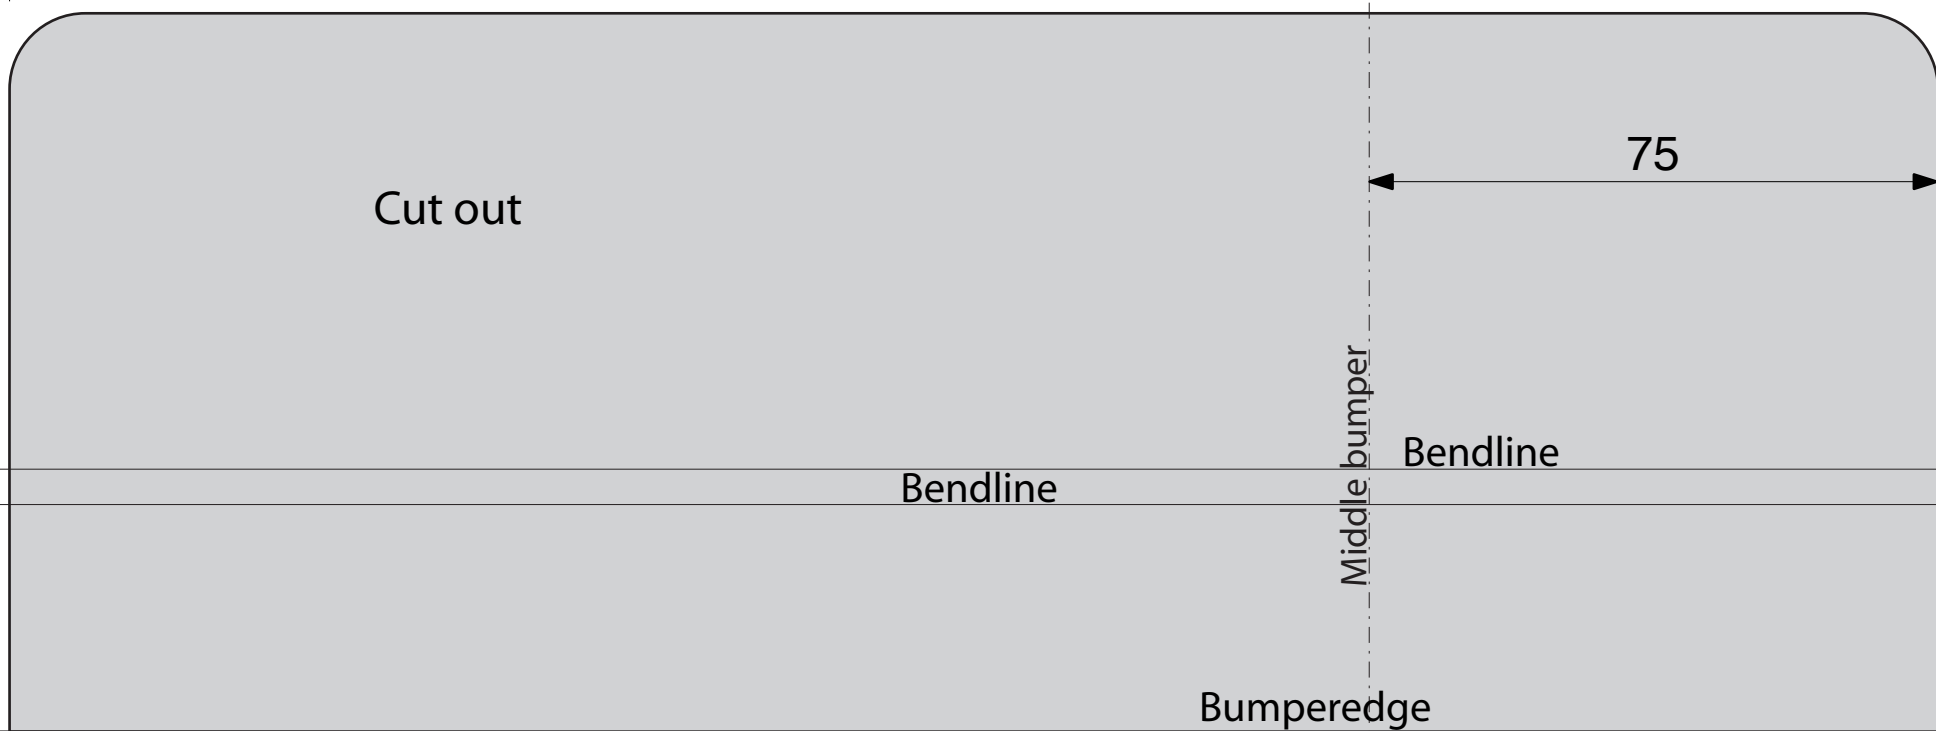 75
Cut out
Middle bumper
Bendline
Bendline
Bumperedge